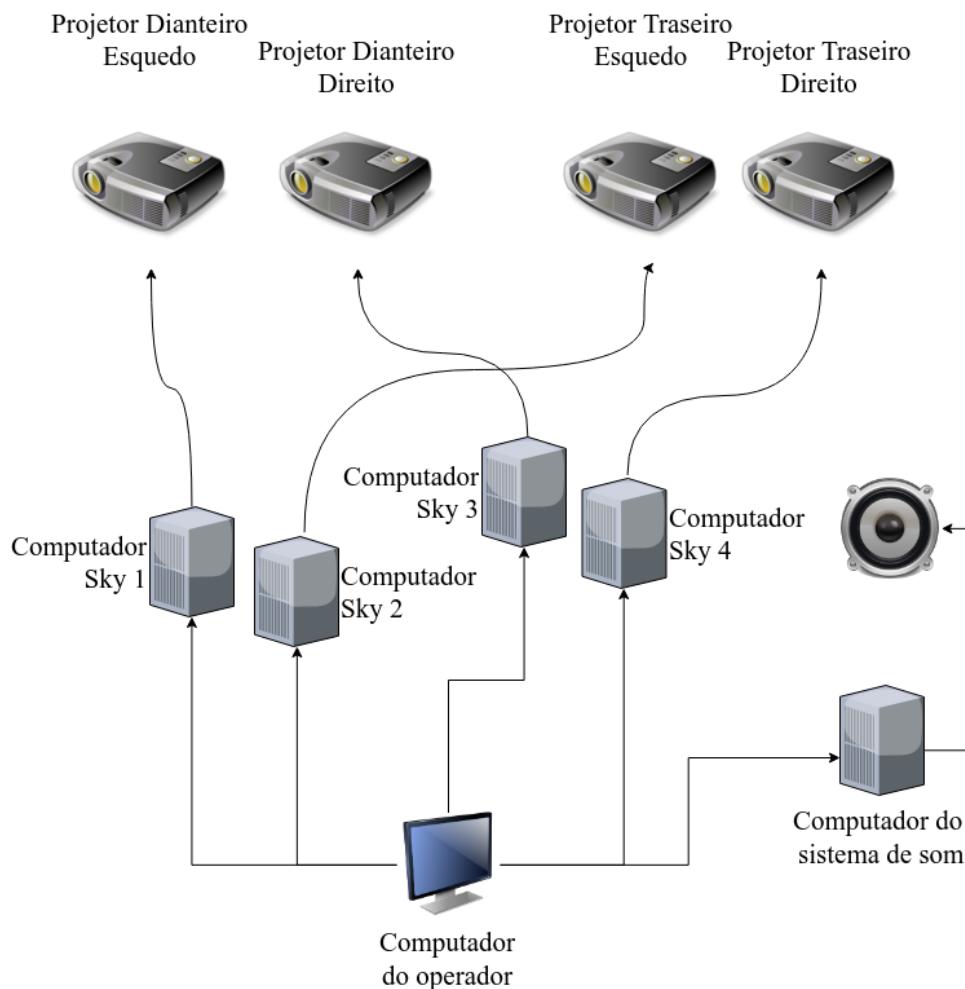 Projetor Dianteiro
Esquedo
Projetor Dianteiro
Direito
Projetor Traseiro
Esquedo
Projetor Traseiro
Direito
Computador
Sky 1
Computador
Sky 2
Computador
Sky 3
Computador
Sky 4
Computador do
sistema de som
Computador
do operador